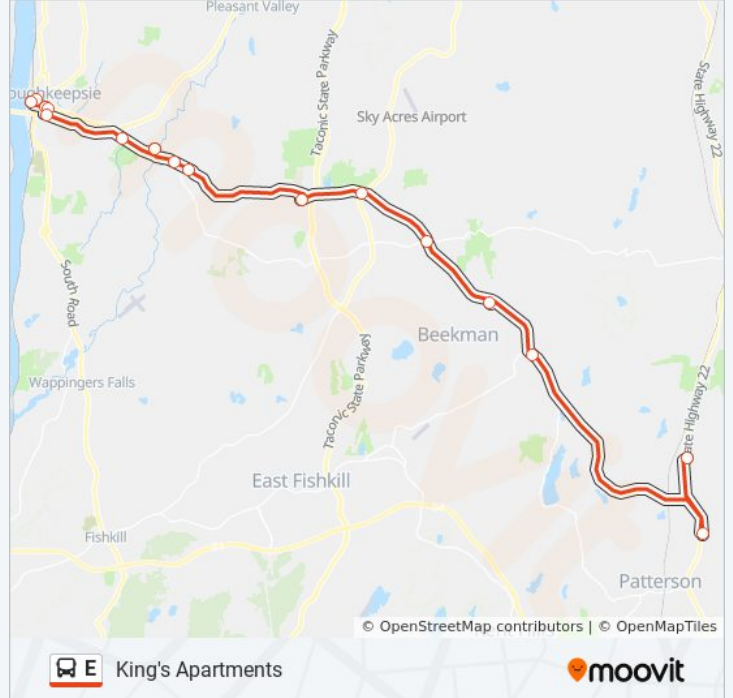 Pleasant Valley
Taconic State Parkway
State Highway 22
oughkeepsie
Sky Acres Airport
South Road
Beekman
Wappingers Falls
Taconic State Parkway
ate Highway 22
East Fishkill
Fishkill
Patterson
© OpenStreetMap contributors | © OpenMapTiles
E King's Apartments
moovit